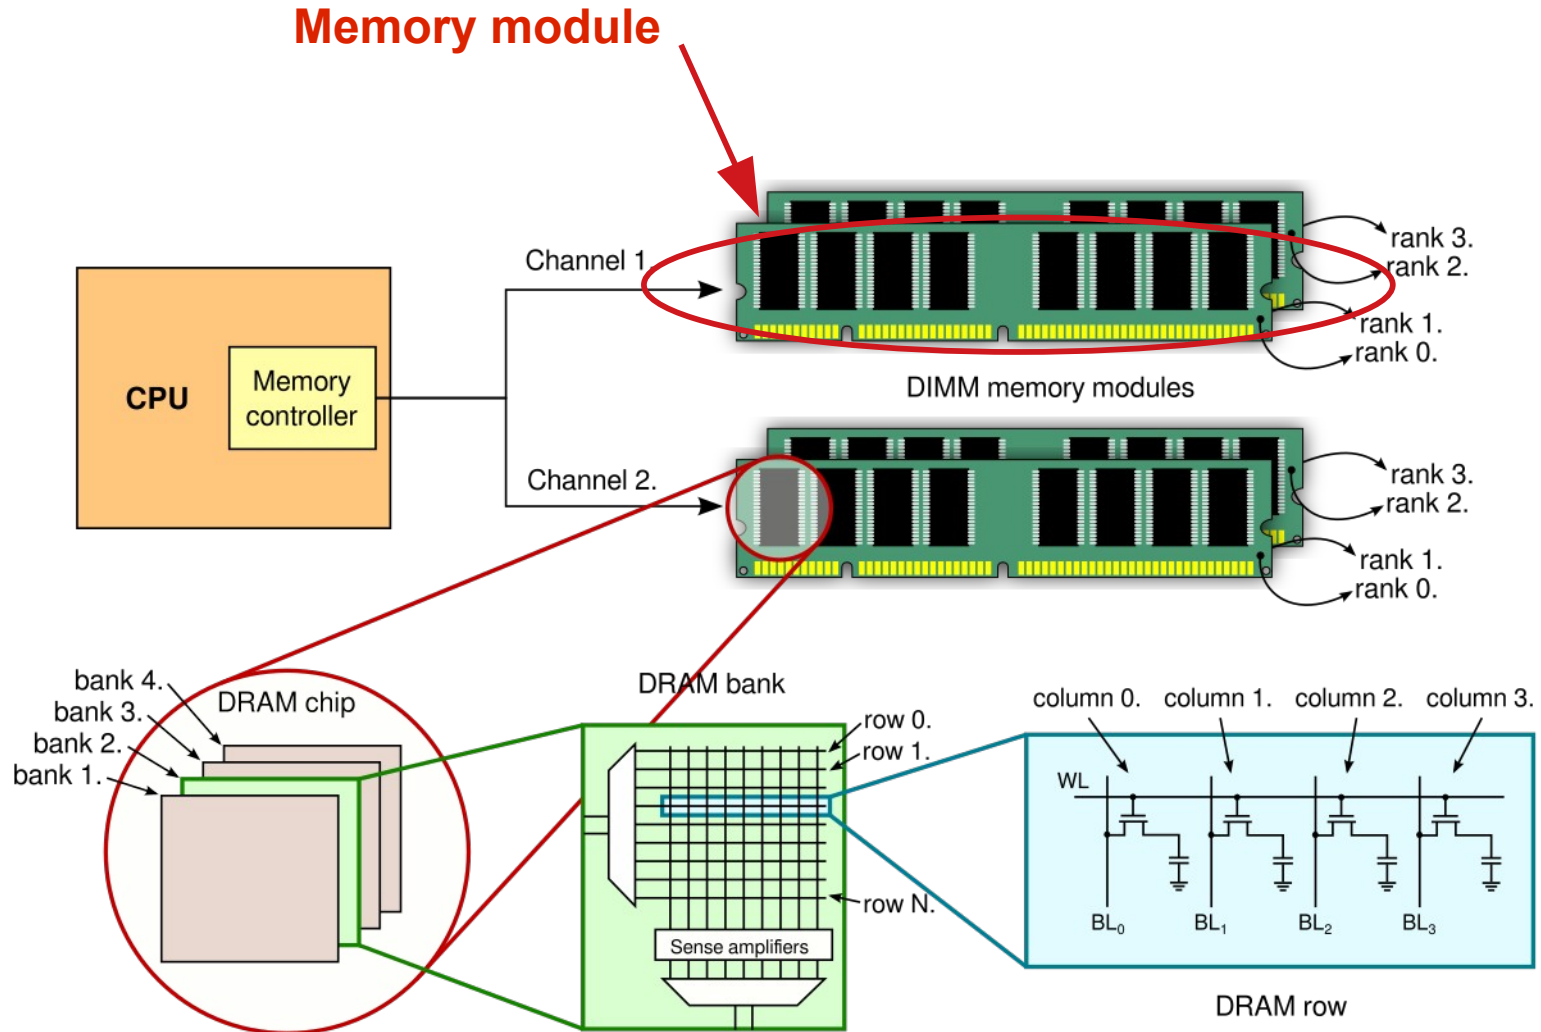 Memory module
Channel 1.
rank 3.
rank 2.
rank 1.
rank 0.
CPU
Memory
controller
DIMM memory modules
Channel 2.
rank 3.
rank 2.
rank 1.
rank 0.
bank 4.
bank 3.
bank 2.
bank 1.
DRAM chip
DRAM bank
row 0.
row 1.
row N.
Sense amplifiers
column 0.
column 1.
column 2.
column 3.
WL
BL₀
BL₁
BL₂
BL₃
DRAM row